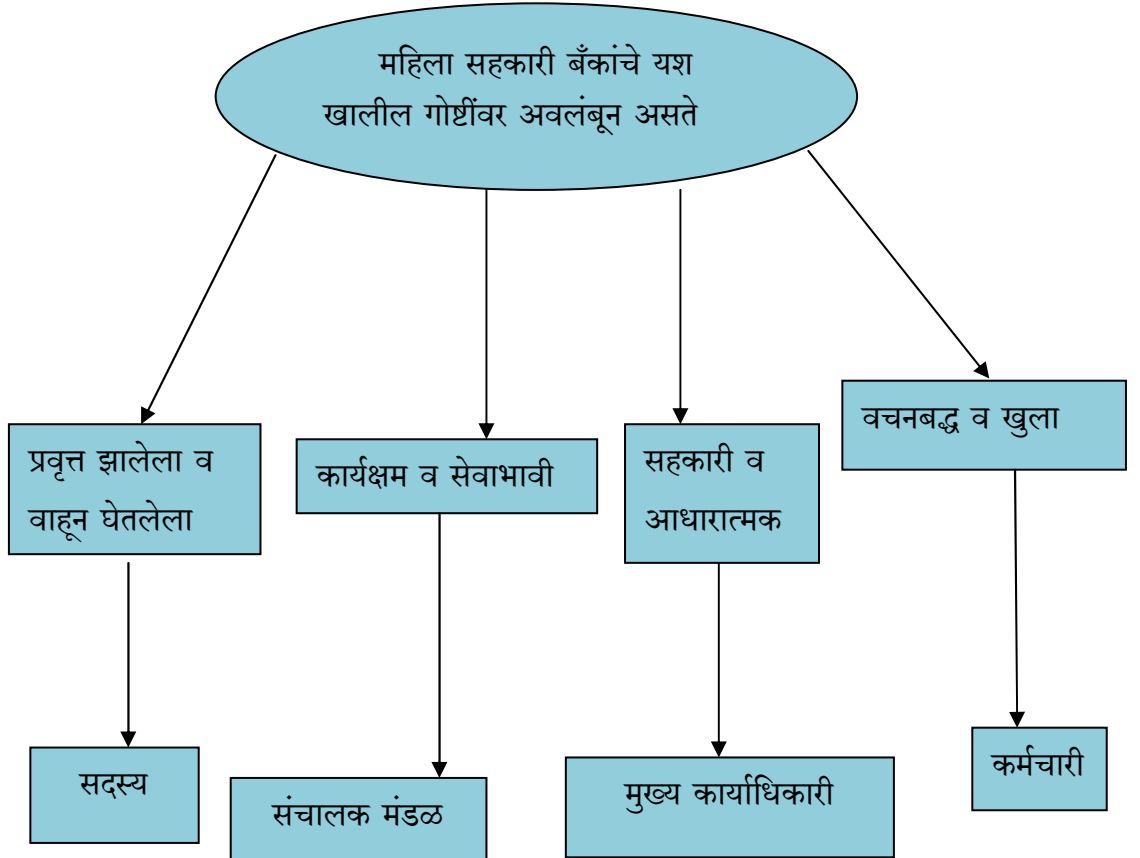 महिला सहकारी बँकांचे यश
खालील गोष्टींवर अवलंबून असते
प्रवृत्त झालेला व
वाहून घेतलेला
कार्यक्षम व सेवाभावी
सहकारी व
आधारात्मक
वचनबद्ध व खुला
सदस्य
संचालक मंडळ
मुख्य कार्याधिकारी
कर्मचारी